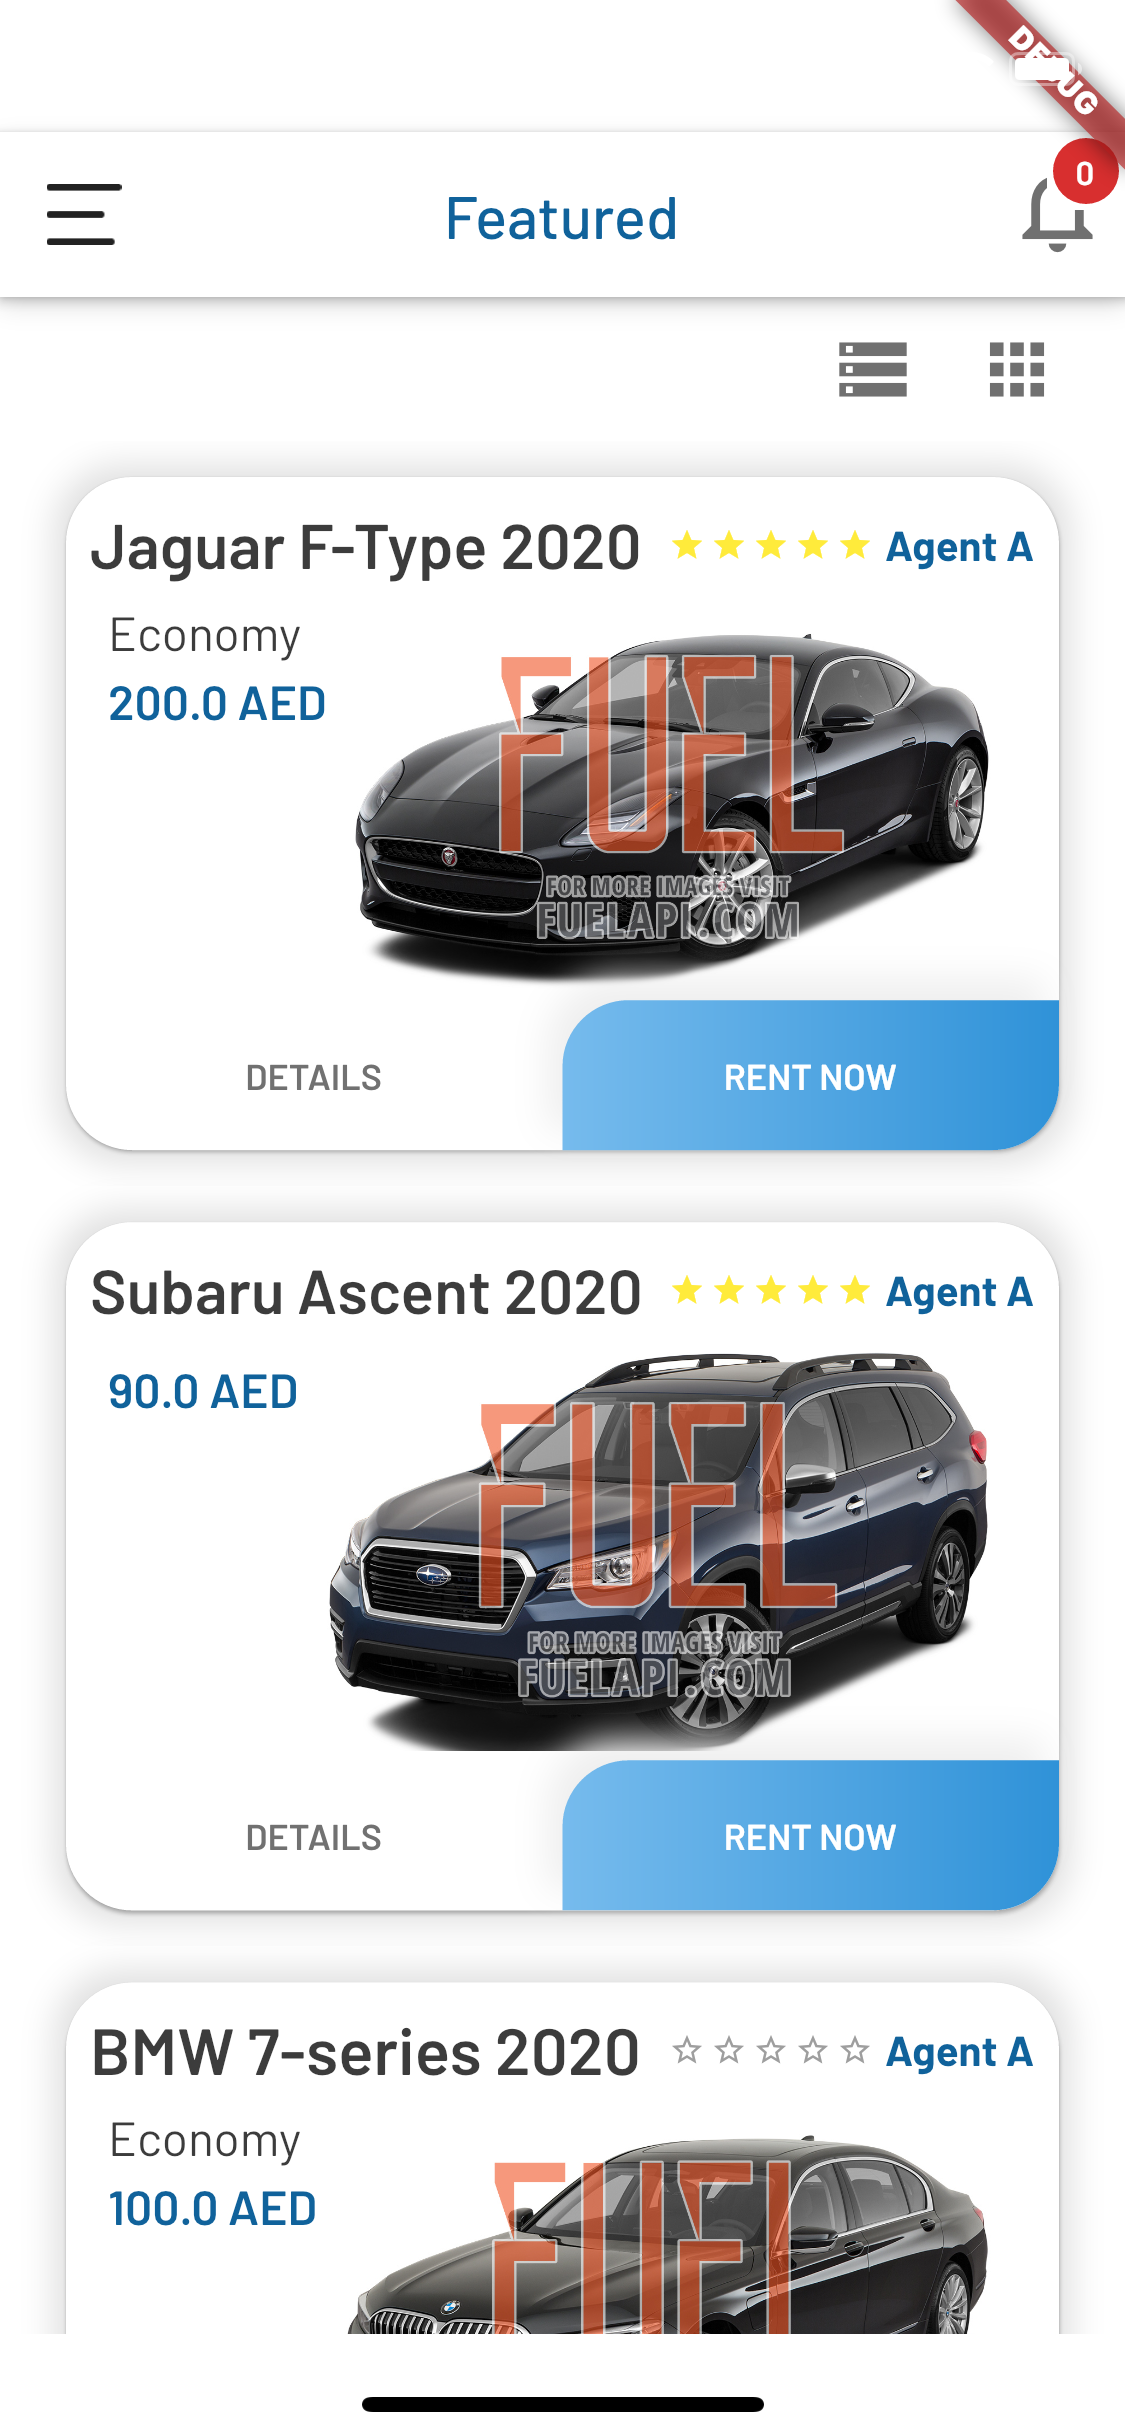 DEBUG
0
Featured
Jaguar F-Type 2020 Agent A
Economy
200.0 AED
FUEL
FOR MORE IMAGES VISIT
FUELAPI.COM
DETAILS RENT NOW
Subaru Ascent 2020 Agent A
90.0 AED
FUEL
FOR MORE IMAGES VISIT
FUELAPI.COM
DETAILS RENT NOW
BMW 7-series 2020 Agent A
Economy
100.0 AED
FUEL